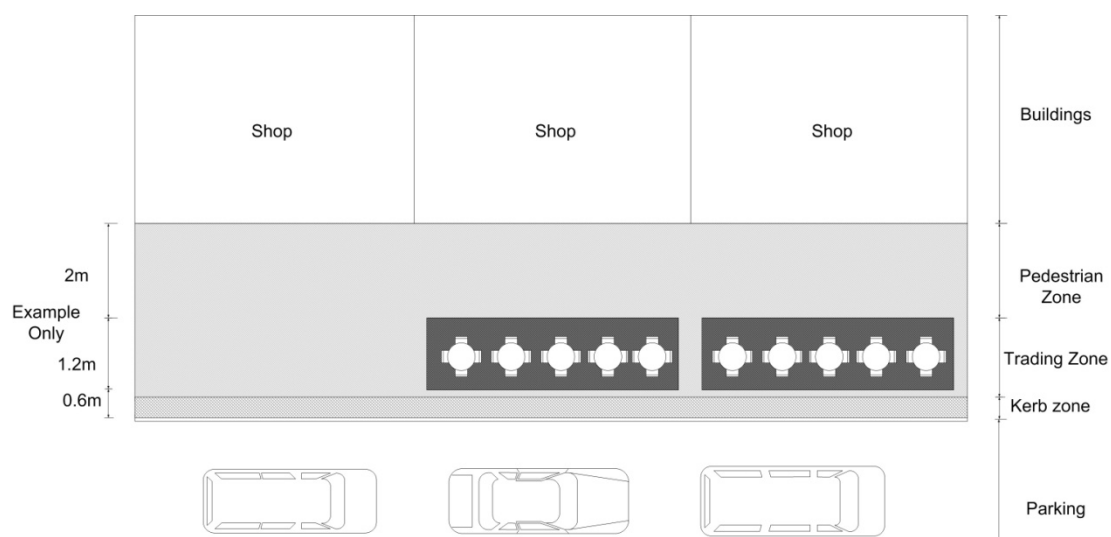 Shop
Shop
Shop
Buildings
2m
Pedestrian
Zone
Example
Only
1.2m
Trading Zone
0.6m
Kerb zone
Parking